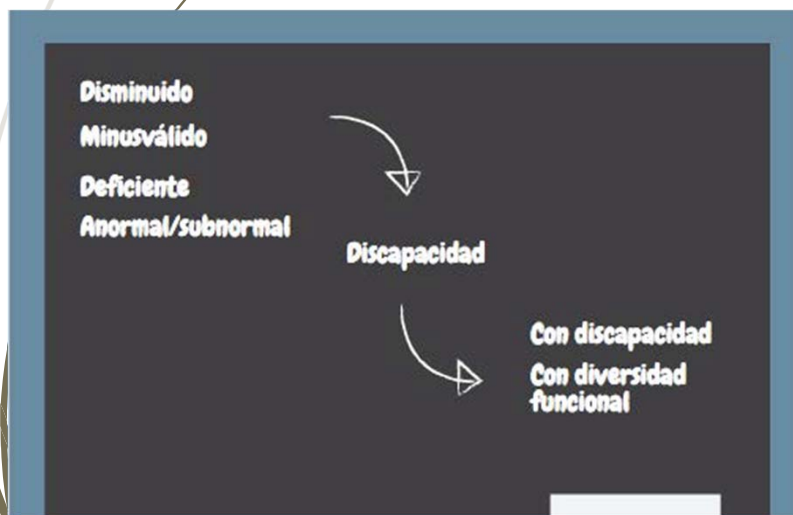 Disminuido
Minusválido
Deficiente
Anormal/subnormal
Discapacidad
Con discapacidad
Con diversidad
funcional